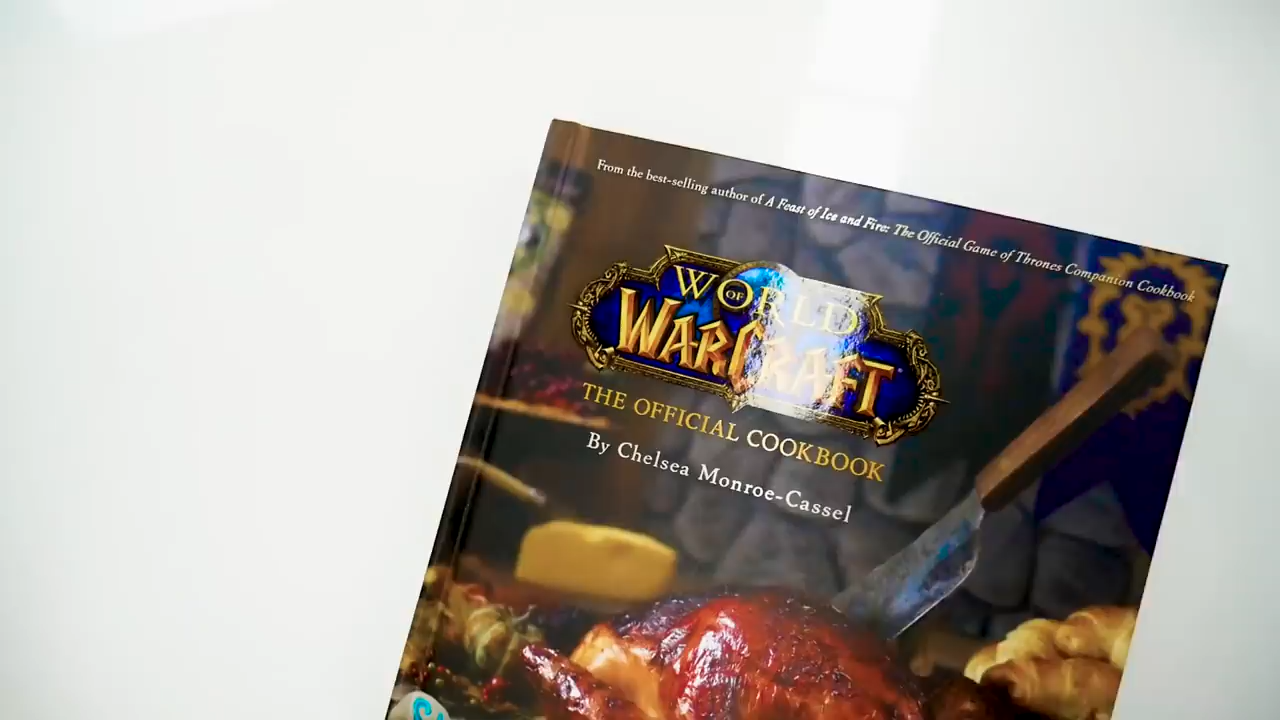 From the best-selling author of A Feast of Ice and Fire: The Official Game of Thrones Companion Cookbook
WORLD
OF
WARCRAFT
THE OFFICIAL COOKBOOK
By Chelsea Monroe-Cassel